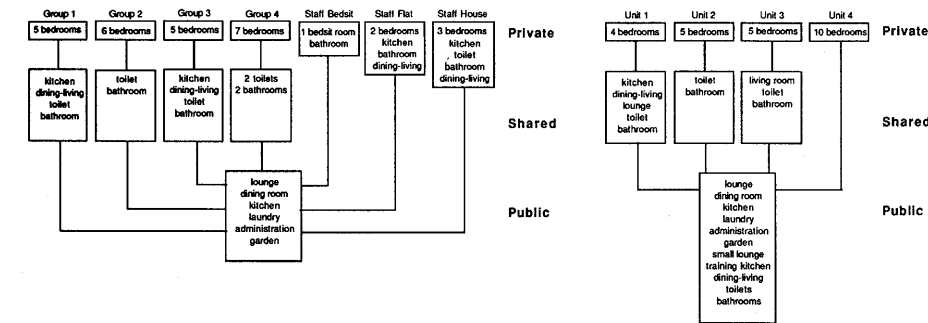 Group 1
Group 2
Group 3
Group 4
Staff Bedsit
Staff Flat
Staff House
5 bedrooms
6 bedrooms
5 bedrooms
7 bedrooms
1 bedsit room
bathroom
2 bedrooms
kitchen
bathroom
dining-living
3 bedrooms
kitchen
, toilet
bathroom
dining-living
Private
kitchen
dining-living
toilet
bathroom
toilet
bathroom
kitchen
dining-living
toilet
bathroom
2 toilets
2 bathrooms
Shared
lounge
dining room
kitchen
laundry
administration
garden
Public
Unit 1
Unit 2
Unit 3
Unit 4
4 bedrooms
5 bedrooms
5 bedrooms
10 bedrooms
Private
kitchen
dining-living
lounge
toilet
bathroom
toilet
bathroom
living room
toilet
bathroom
Shared
lounge
dining room
kitchen
laundry
administration
garden
small lounge
training kitchen
dining-living
toilets
bathrooms
Public